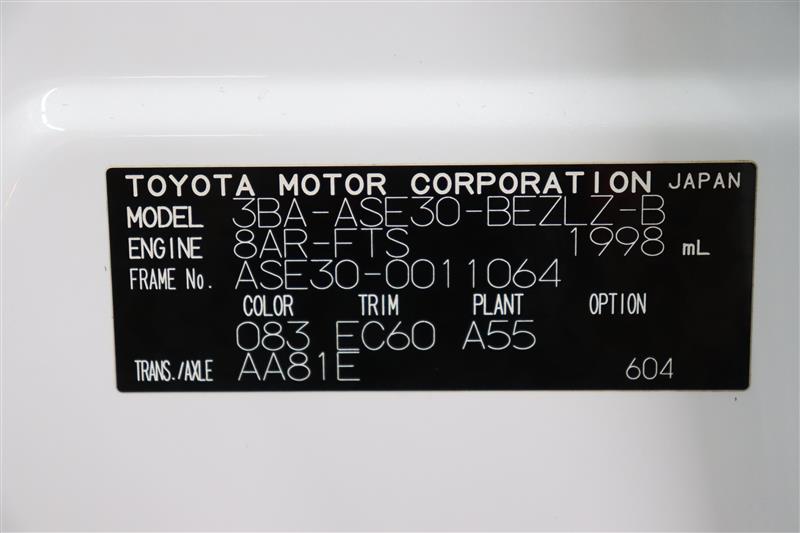 TOYOTA MOTOR CORPORATION JAPAN
MODEL 3BA-ASE30-BEZLZ-B
ENGINE 8AR-FTS 1998 mL
FRAME No. ASE30-0011064
COLOR TRIM PLANT OPTION
083 EC60 A55
TRANS./AXLE AA81E 604